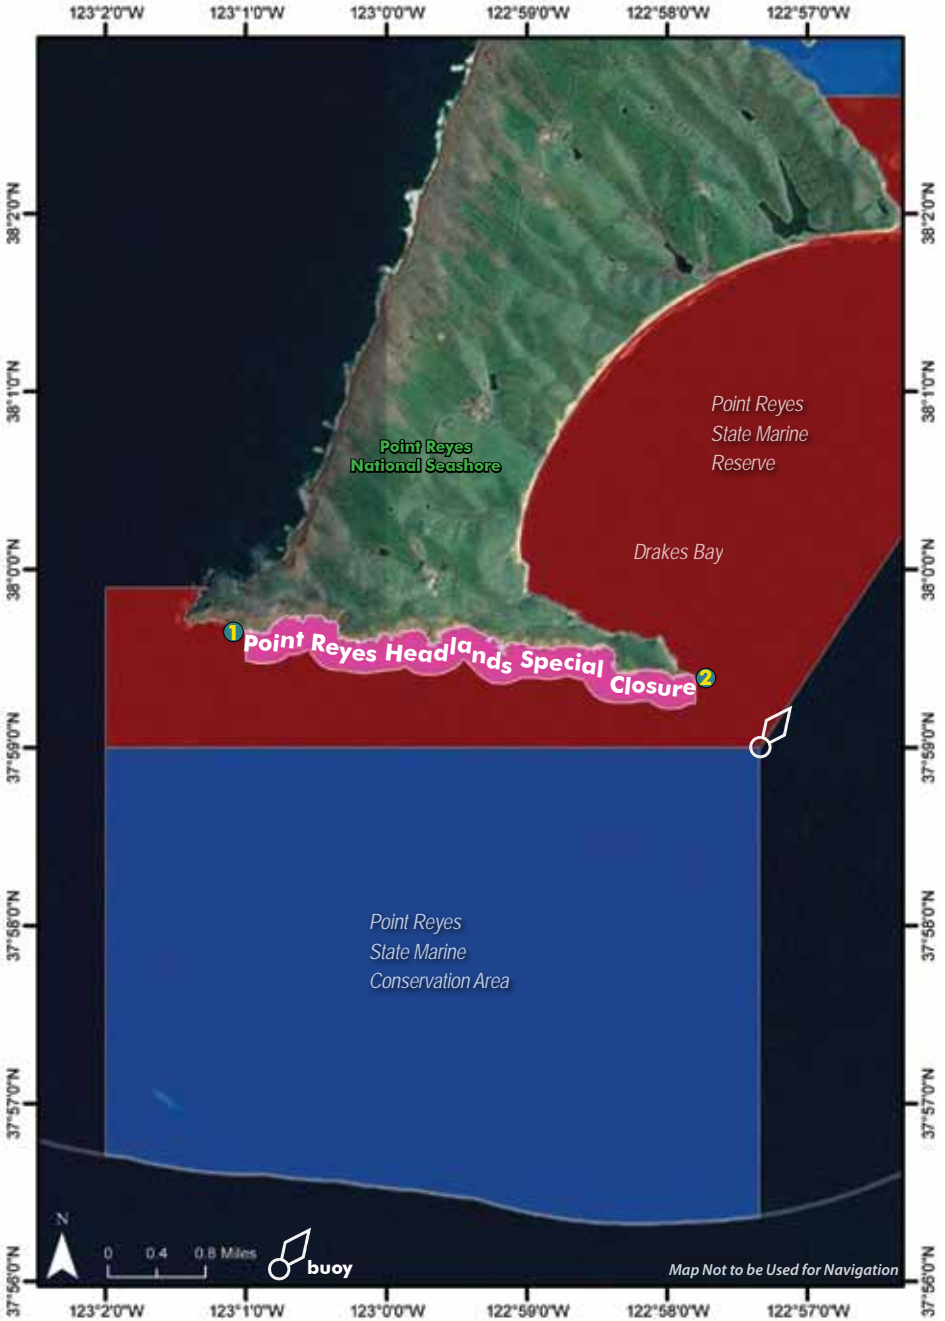 123°2'0"W 123°1'0"W 123°0'0"W 122°59'0"W 122°58'0"W 122°57'0"W
38°2'0"N 38°2'0"N
38°1'0"N 38°1'0"N
Point Reyes
State Marine
Reserve
Point Reyes
National Seashore
Drakes Bay
38°0'0"N 38°0'0"N
1
Point Reyes Headlands Special
Closure
2
37°59'0"N 37°59'0"N
Point Reyes
State Marine
Conservation Area
37°58'0"N 37°58'0"N
37°57'0"N 37°57'0"N
N
0 0.4 0.8 Miles
buoy
Map Not to be Used for Navigation
37°56'0"N 37°56'0"N
123°2'0"W 123°1'0"W 123°0'0"W 122°59'0"W 122°58'0"W 122°57'0"W